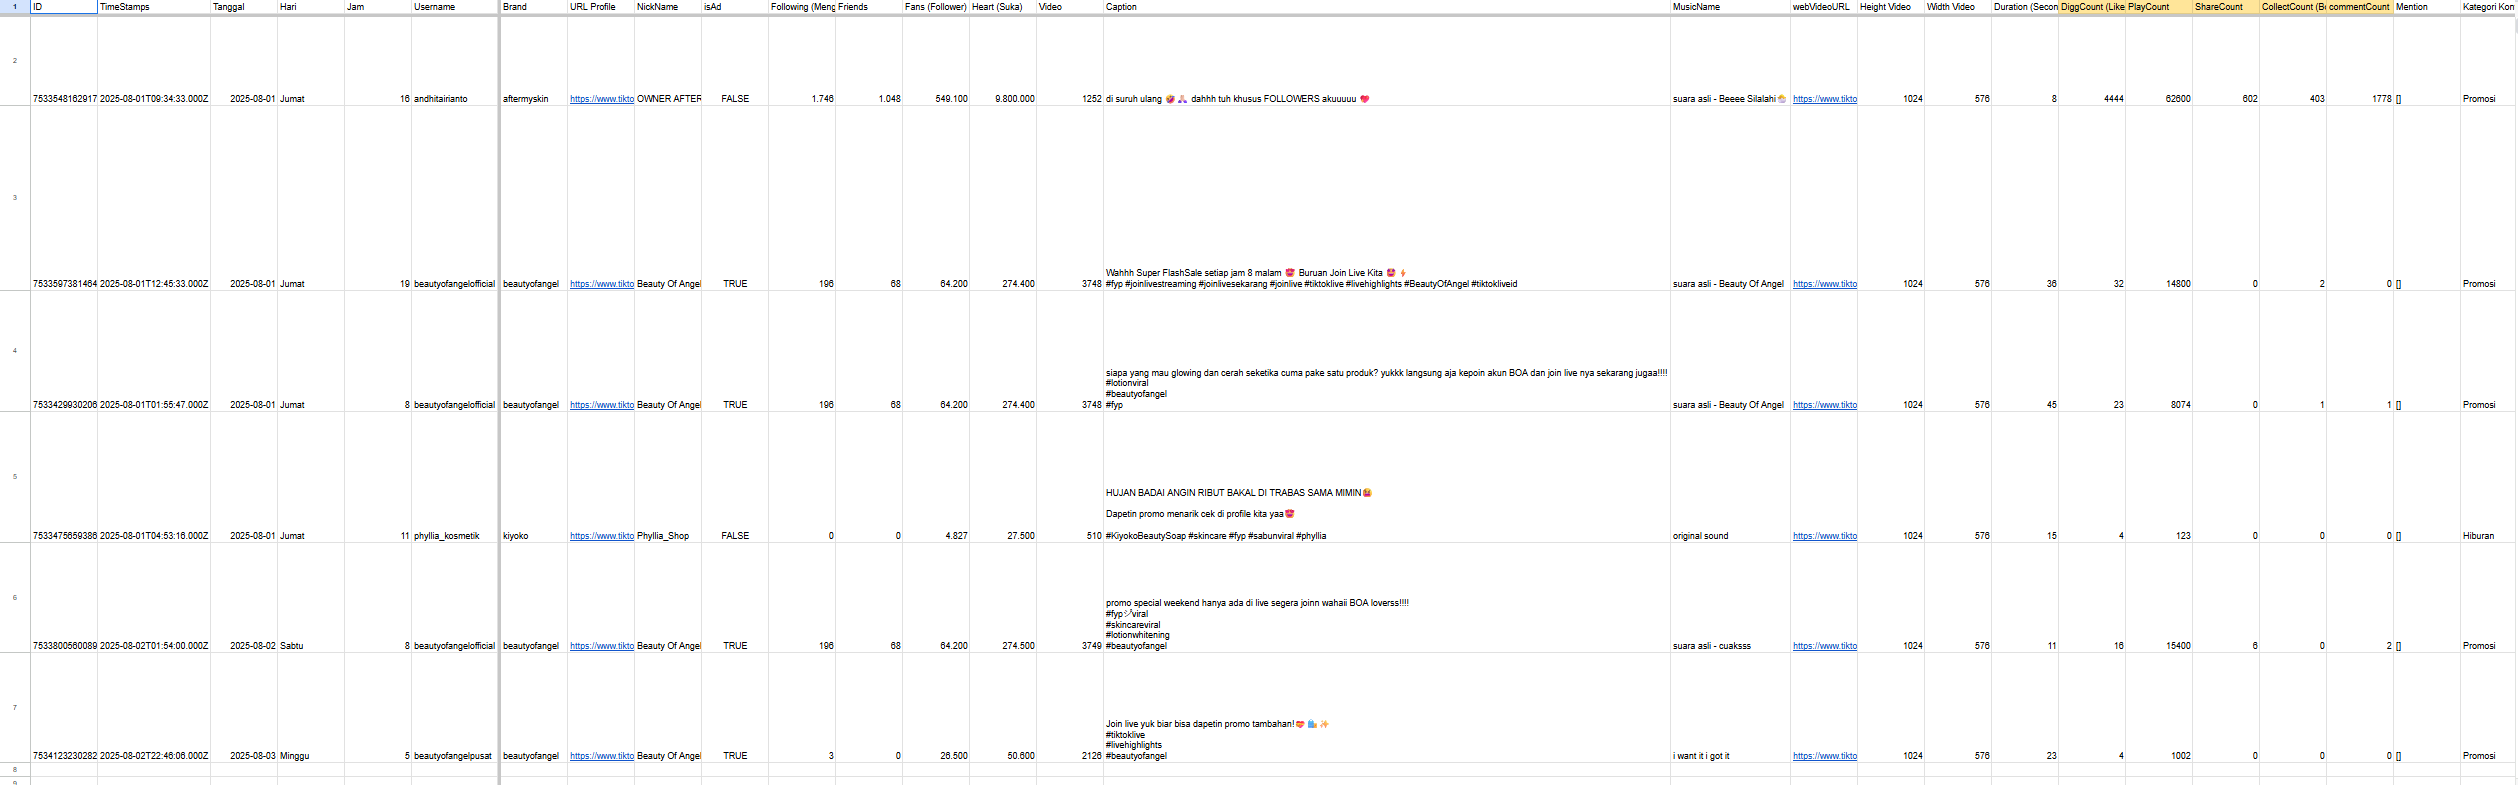 1 ID TimeStamps Tanggal Hari Jam Username Brand URL Profile NickName isAd Following (Meng Friends Fans (Follower) Heart (Suka) Video Caption MusicName webVideoURL Height Video Width Video Duration (Secon DiggCount (Like PlayCount ShareCount CollectCount (B commentCount Mention Kategori Kon
2
7533548162917 2025-08-01T09:34:33.000Z 2025-08-01 Jumat 16 andhitairianto aftermyskin https://www.tikto OWNER AFTER FALSE 1.746 1.048 549.100 9.800.000 1252 di suruh ulang 🤣 🙏🏻 dahhh tuh khusus FOLLOWERS akuuuuu 💖 suara asli - Beeee Silalahi https://www.tikto 1024 576 8 4444 62600 602 403 1778 [] Promosi
3
Wahhh Super FlashSale setiap jam 8 malam 😍 Buruan Join Live Kita 🤩 ⚡
7533597381464 2025-08-01T12:45:33.000Z 2025-08-01 Jumat 19 beautyofangelofficial beautyofangel https://www.tikto Beauty Of Angel TRUE 196 68 64.200 274.400 3748 #fyp #joinlivestreaming #joinlivesekarang #joinlive #tiktoklive #livehighlights #BeautyOfAngel #tiktokliveid suara asli - Beauty Of Angel https://www.tikto 1024 576 36 32 14800 0 2 0 [] Promosi
4
siapa yang mau glowing dan cerah seketika cuma pake satu produk? yukkk langsung aja kepoin akun BOA dan join live nya sekarang jugaa!!!!
#lotionviral
#beautyofangel
7533429930206 2025-08-01T01:55:47.000Z 2025-08-01 Jumat 8 beautyofangelofficial beautyofangel https://www.tikto Beauty Of Angel TRUE 196 68 64.200 274.400 3748 #fyp suara asli - Beauty Of Angel https://www.tikto 1024 576 45 23 8074 0 1 1 [] Promosi
5
HUJAN BADAI ANGIN RIBUT BAKAL DI TRABAS SAMA MIMIN
Dapetin promo menarik cek di profile kita yaa😍
7533475659386 2025-08-01T04:53:16.000Z 2025-08-01 Jumat 11 phyllia_kosmetik kiyoko https://www.tikto Phyllia_Shop FALSE 0 0 4.827 27.500 510 #KiyokoBeautySoap #skincare #fyp #sabunviral #phyllia original sound https://www.tikto 1024 576 15 4 123 0 0 0 [] Hiburan
6
promo special weekend hanya ada di live segera joinn wahaii BOA loverss!!!!
#fypシ゚viral
#skincareviral
#lotionwhitening
7533800560089 2025-08-02T01:54:00.000Z 2025-08-02 Sabtu 8 beautyofangelofficial beautyofangel https://www.tikto Beauty Of Angel TRUE 196 68 64.200 274.500 3749 #beautyofangel suara asli - cuaksss https://www.tikto 1024 576 11 16 15400 6 0 2 [] Promosi
7
Join live yuk biar bisa dapetin promo tambahan!💝 🛍️ ✨
#tiktoklive
#livehighlights
7534123230282 2025-08-02T22:46:06.000Z 2025-08-03 Minggu 5 beautyofangelpusat beautyofangel https://www.tikto Beauty Of Angel TRUE 3 0 26.500 50.600 2126 #beautyofangel i want it i got it https://www.tikto 1024 576 23 4 1002 0 0 0 [] Promosi
8
9